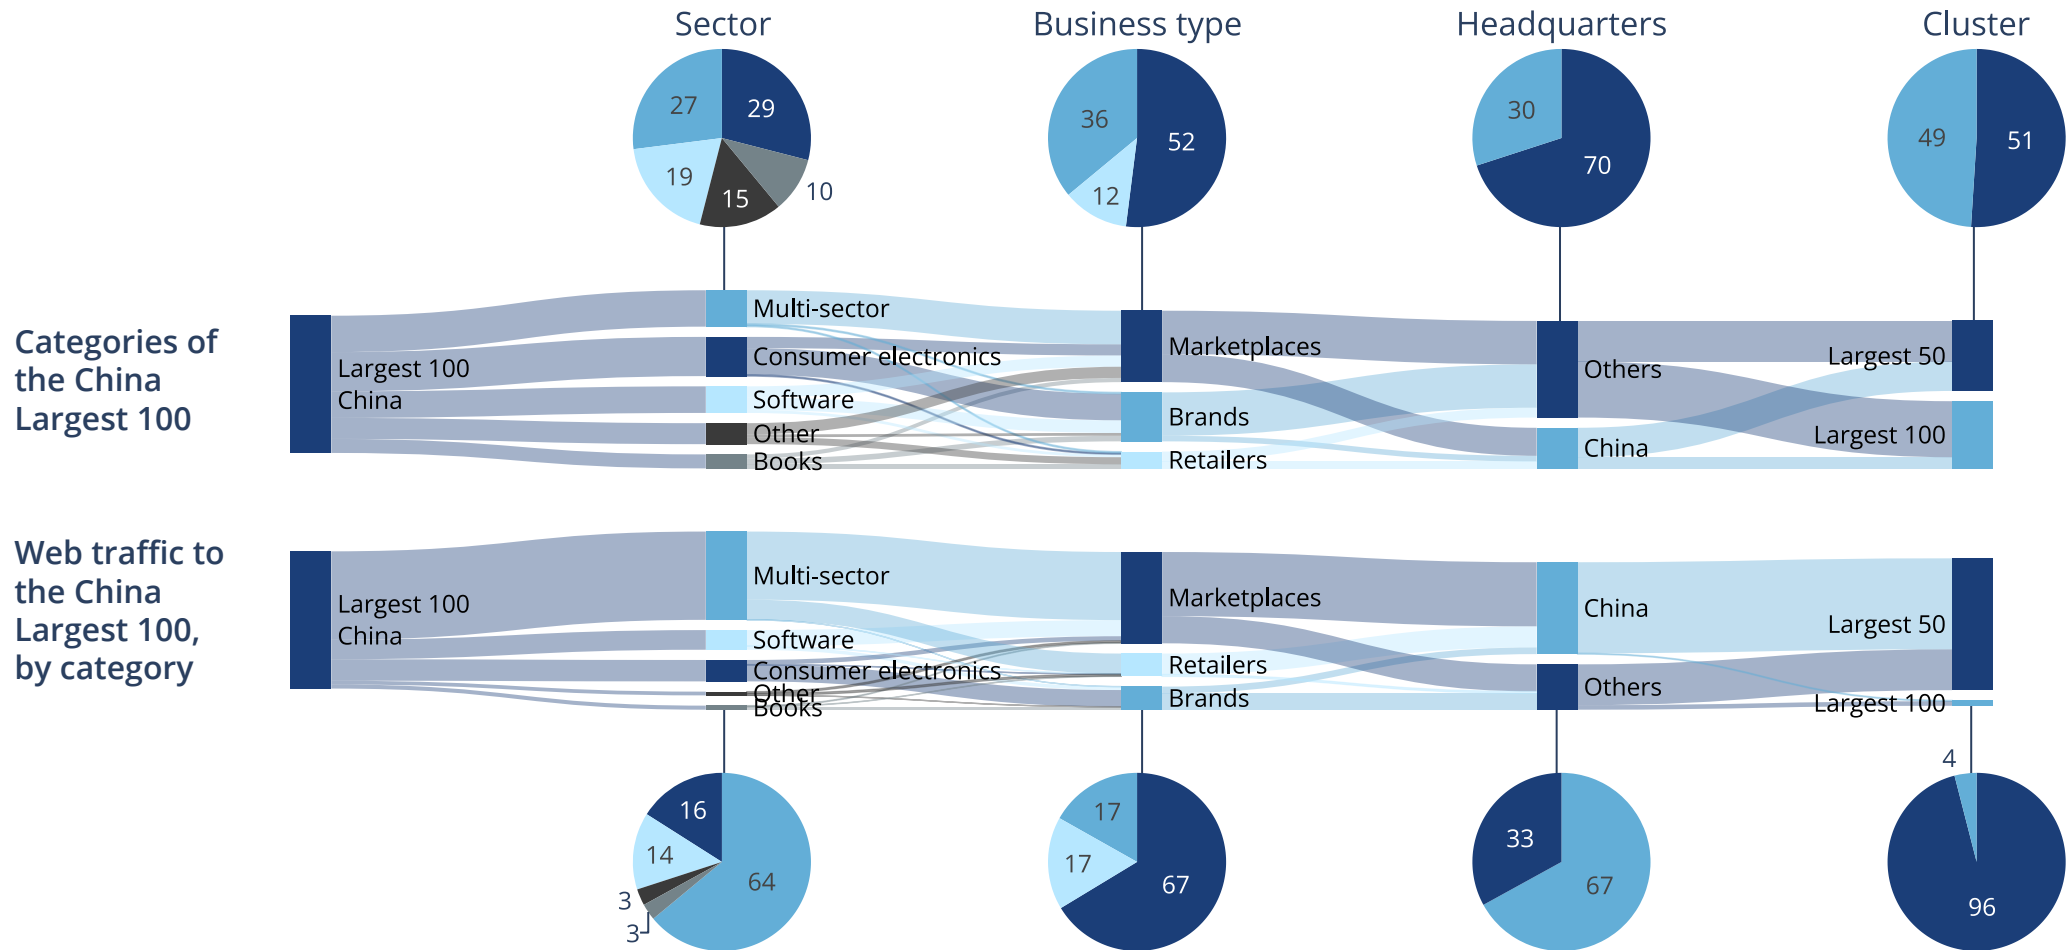 Sector
Business type
Headquarters
Cluster
27
29
19
15
10
36
52
12
30
70
49
51
Categories of
the China
Largest 100
Largest 100
China
Multi-sector
Consumer electronics
Software
Other
Books
Marketplaces
Brands
Retailers
Others
China
Largest 50
Largest 100
Web traffic to
the China
Largest 100,
by category
Largest 100
China
Multi-sector
Software
Consumer electronics
Other
Books
Marketplaces
Retailers
Brands
China
Others
Largest 50
Largest 100
16
14
64
3
3
17
17
67
33
67
4
96